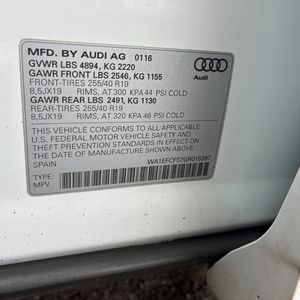 MFD. BY AUDI AG 0116
GVWR LBS 4894, KG 2220
GAWR FRONT LBS 2546, KG 1155
FRONT-TIRES 255/40 R19
8,5JX19 RIMS, AT 300 KPA 44 PSI COLD
GAWR REAR LBS 2491, KG 1130
REAR-TIRES 255/40 R19
8,5JX19 RIMS, AT 320 KPA 46 PSI COLD
Audi
THIS VEHICLE CONFORMS TO ALL APPLICABLE
U.S. FEDERAL MOTOR VEHICLE SAFETY AND
THEFT PREVENTION STANDARDS IN EFFECT ON
THE DATE OF MANUFACTURE SHOWN ABOVE.
SPAIN WA1EFCFS7GR015397
TYPE:
MPV